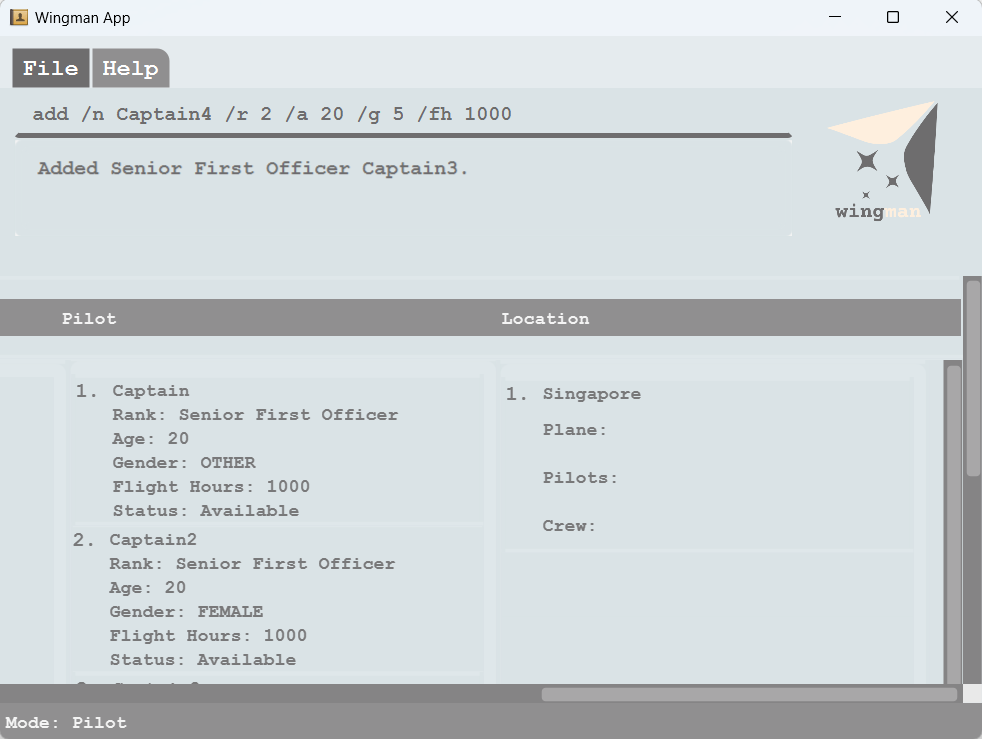 Wingman App
File Help
add /n Captain4 /r 2 /a 20 /g 5 /fh 1000
Added Senior First Officer Captain3.
wingman
Pilot Location
1. Captain
Rank: Senior First Officer
Age: 20
Gender: OTHER
Flight Hours: 1000
Status: Available
2. Captain2
Rank: Senior First Officer
Age: 20
Gender: FEMALE
Flight Hours: 1000
Status: Available
1. Singapore
Plane:
Pilots:
Crew:
Mode: Pilot